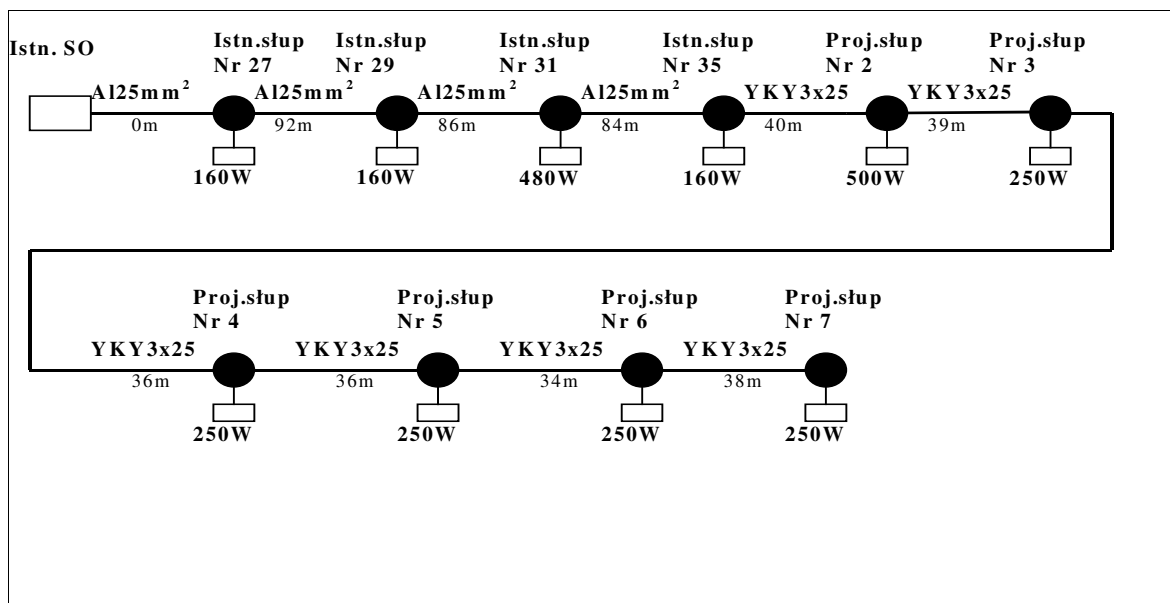 Istn. SO
Istn.słup Nr 27
Istn.słup Nr 29
Istn.słup Nr 31
Istn.słup Nr 35
Proj.słup Nr 2
Proj.słup Nr 3
Al25mm²
Al25mm²
Al25mm²
Al25mm²
YKY3x25
YKY3x25
0m
92m
86m
84m
40m
39m
160W
160W
480W
160W
500W
250W
Proj.słup Nr 4
Proj.słup Nr 5
Proj.słup Nr 6
Proj.słup Nr 7
YKY3x25
YKY3x25
YKY3x25
YKY3x25
36m
36m
34m
38m
250W
250W
250W
250W